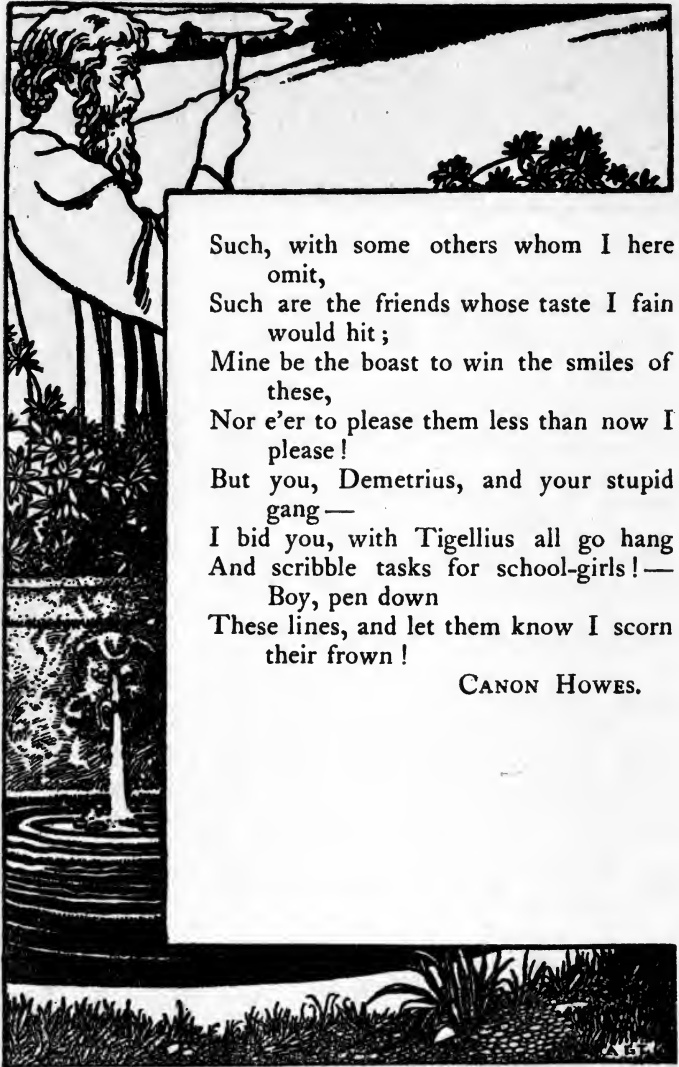 Such, with some others whom I here
omit,
Such are the friends whose taste I fain
would hit ;
Mine be the boast to win the smiles of
these,
Nor e'er to please them less than now I
please !
But you, Demetrius, and your stupid
gang —
I bid you, with Tigellius all go hang
And scribble tasks for school-girls ! —
Boy, pen down
These lines, and let them know I scorn
their frown !
CANON HOWES.